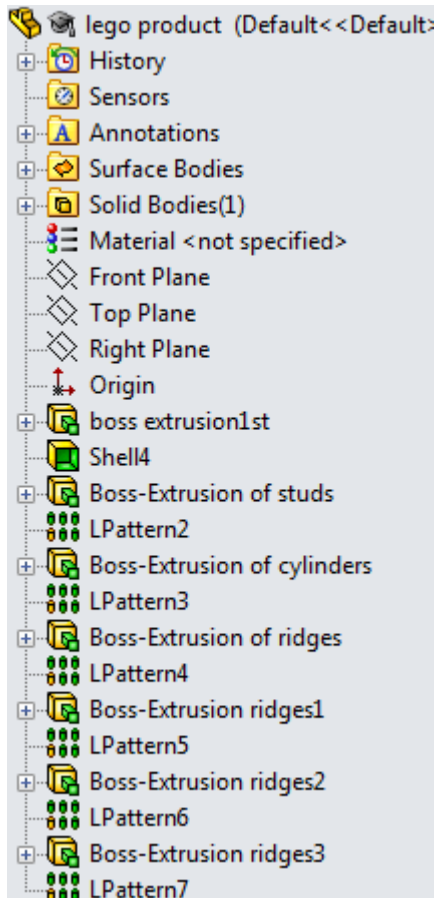 lego product (Default<<Default>
History
Sensors
A Annotations
Surface Bodies
Solid Bodies(1)
Material <not specified>
Front Plane
Top Plane
Right Plane
Origin
boss extrusion1st
Shell4
Boss-Extrusion of studs
LPattern2
Boss-Extrusion of cylinders
LPattern3
Boss-Extrusion of ridges
LPattern4
Boss-Extrusion ridges1
LPattern5
Boss-Extrusion ridges2
LPattern6
Boss-Extrusion ridges3
LPattern7